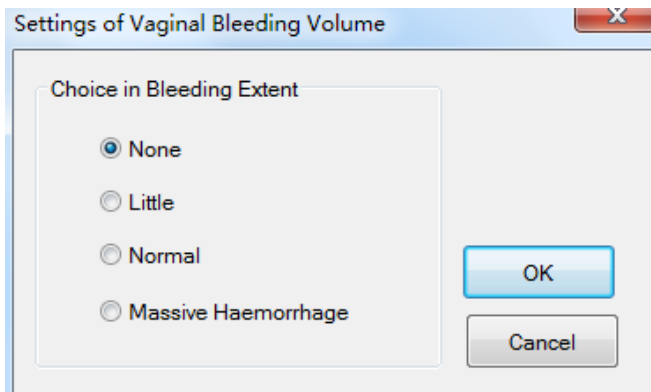 Settings of Vaginal Bleeding Volume
Choice in Bleeding Extent
None
Little
Normal
Massive Haemorrhage
OK
Cancel